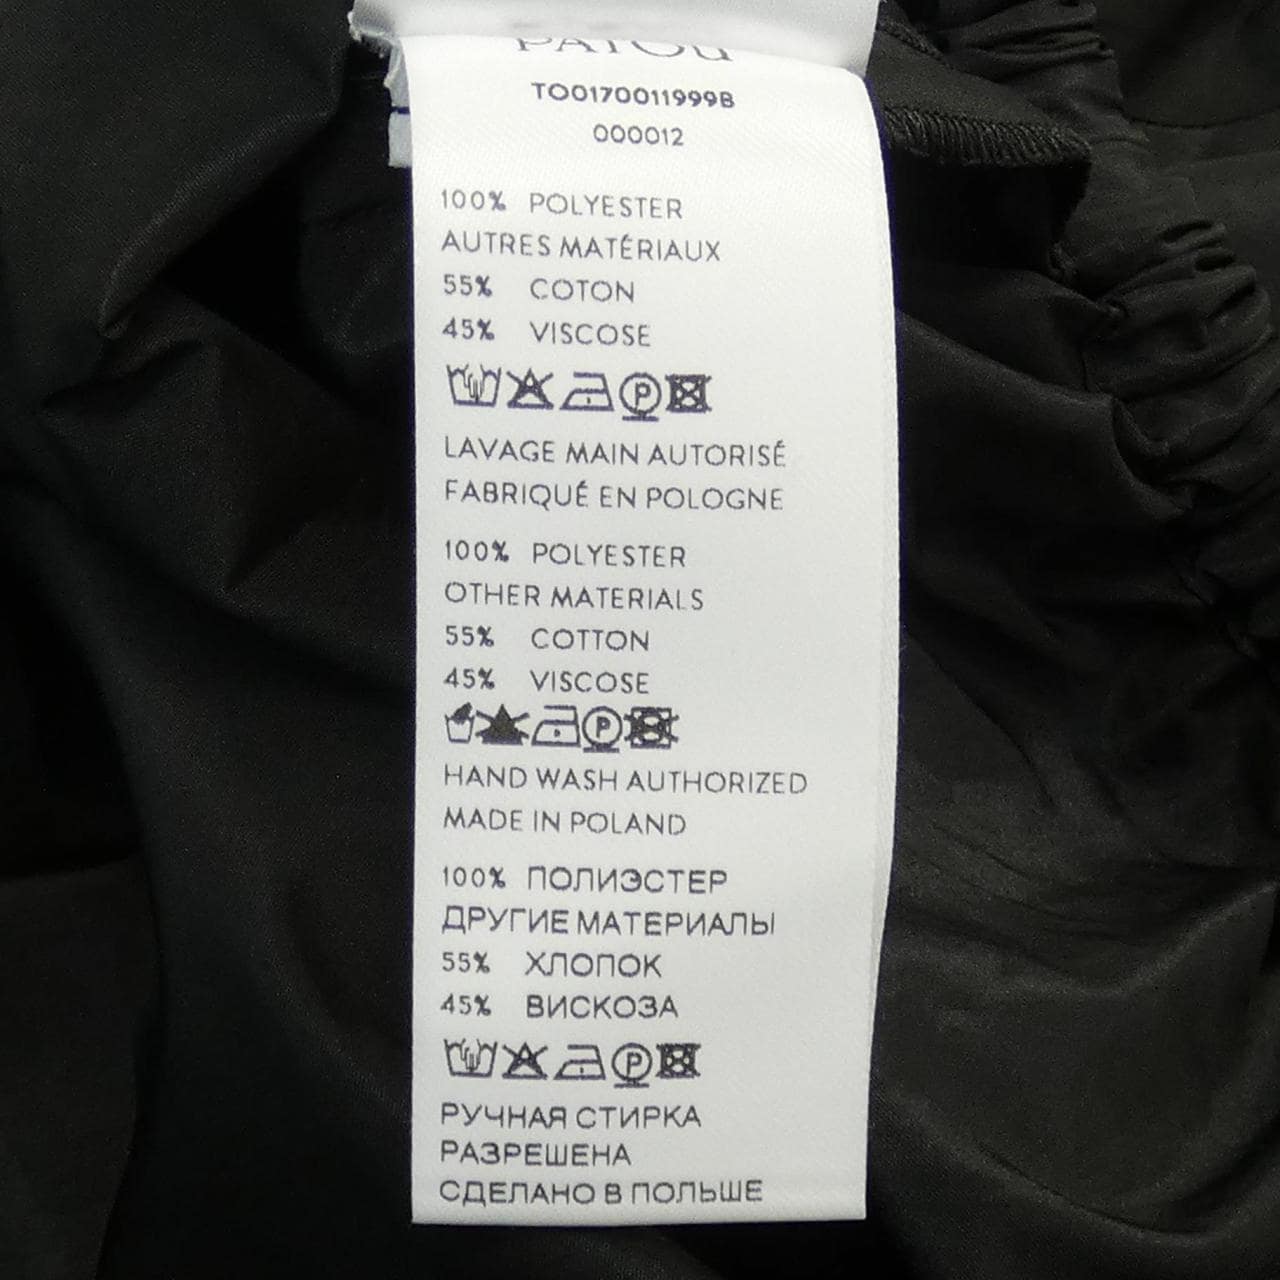 PATOU
TO0170011999B
000012
100% POLYESTER
AUTRES MATÉRIAUX
55% COTON
45% VISCOSE
P
LAVAGE MAIN AUTORISÉ
FABRIQUÉ EN POLOGNE
100% POLYESTER
OTHER MATERIALS
55% COTTON
45% VISCOSE
P
HAND WASH AUTHORIZED
MADE IN POLAND
100% ПОЛИЭСТЕР
ДРУГИЕ МАТЕРИАЛЫ
55% ХЛОПОК
45% ВИСКОЗА
P
РУЧНАЯ СТИРКА
РАЗРЕШЕНА
СДЕЛАНО В ПОЛЬШЕ